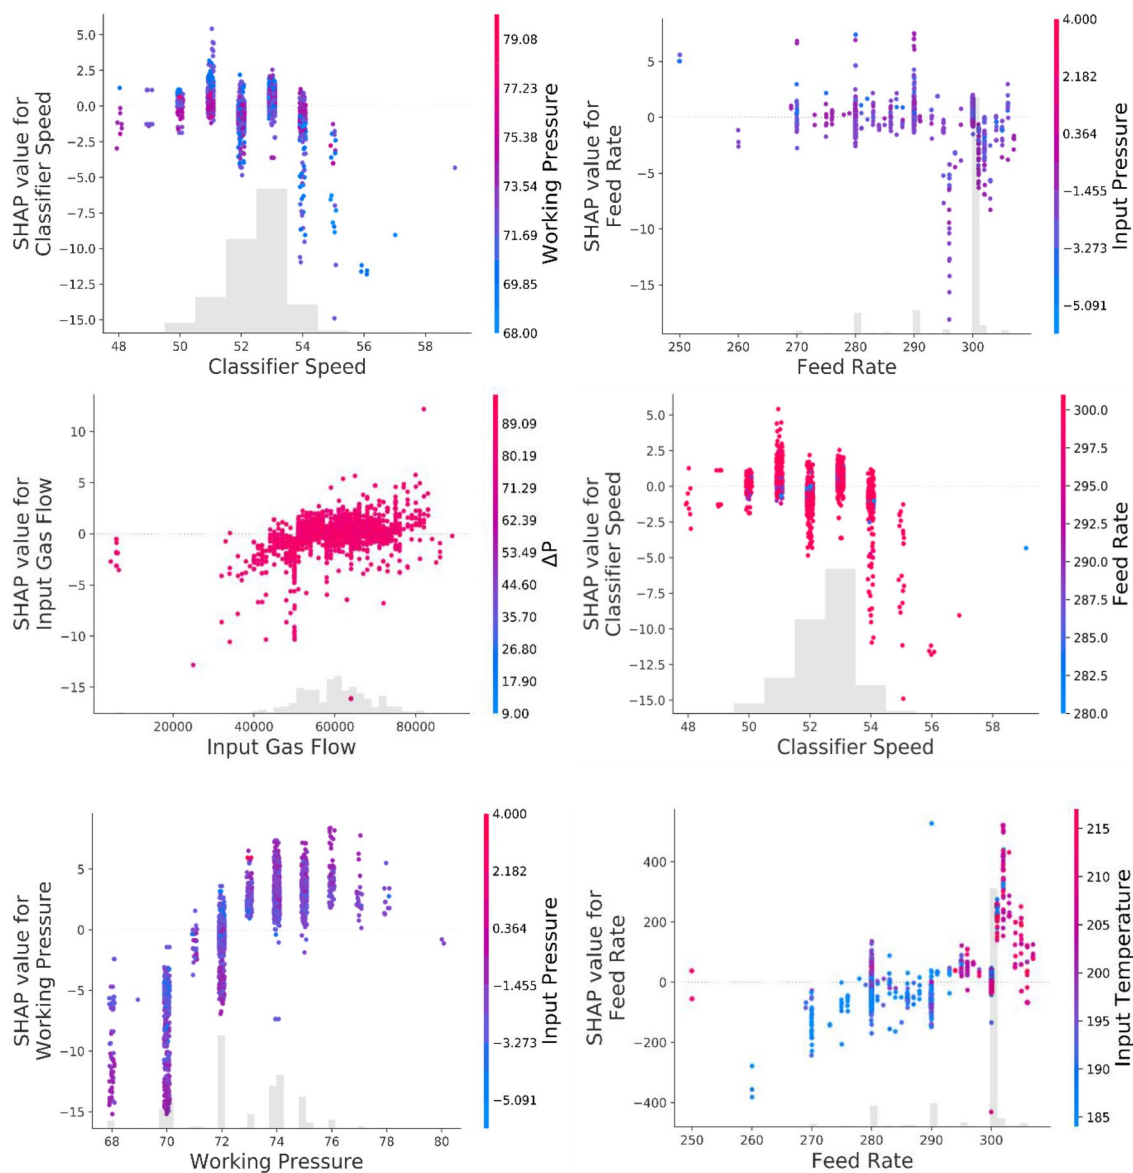 SHAP value for
Classifier Speed
5.0
2.5
0.0
−2.5
−5.0
−7.5
−10.0
−12.5
−15.0
48 50 52 54 56 58
Classifier Speed
79.08
77.23
75.38
73.54
71.69
69.85
68.00
Working Pressure
SHAP value for
Feed Rate
5
0
−5
−10
−15
250 260 270 280 290 300
Feed Rate
4.000
2.182
0.364
−1.455
−3.273
−5.091
Input Pressure
SHAP value for
Input Gas Flow
10
5
0
−5
−10
−15
20000 40000 60000 80000
Input Gas Flow
89.09
80.19
71.29
62.39
53.49
44.60
35.70
26.80
17.90
9.00
ΔP
SHAP value for
Classifier Speed
5.0
2.5
0.0
−2.5
−5.0
−7.5
−10.0
−12.5
−15.0
48 50 52 54 56 58
Classifier Speed
300.0
297.5
295.0
292.5
290.0
287.5
285.0
282.5
280.0
Feed Rate
SHAP value for
Working Pressure
5
0
−5
−10
−15
68 70 72 74 76 78 80
Working Pressure
4.000
2.182
0.364
−1.455
−3.273
−5.091
Input Pressure
SHAP value for
Feed Rate
400
200
0
−200
−400
250 260 270 280 290 300
Feed Rate
215
210
205
200
195
190
185
Input Temperature